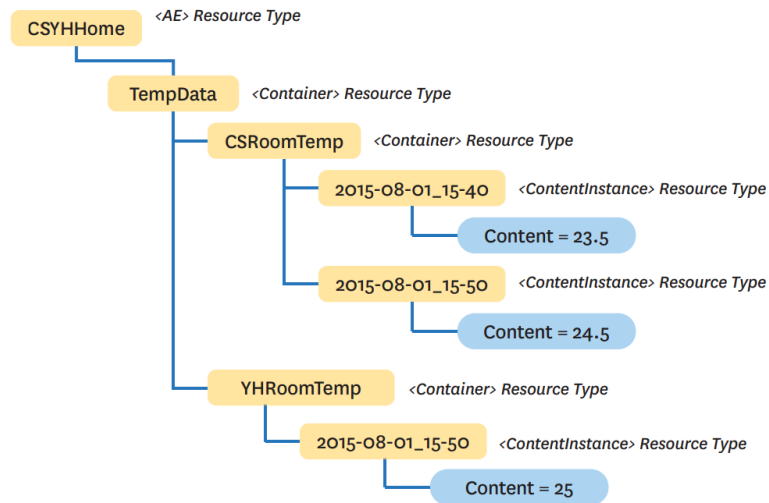 CSYHHome <AE> Resource Type
TempData <Container> Resource Type
CSRoomTemp <Container> Resource Type
2015-08-01_15-40 <ContentInstance> Resource Type
Content = 23.5
2015-08-01_15-50 <ContentInstance> Resource Type
Content = 24.5
YHRoomTemp <Container> Resource Type
2015-08-01_15-50 <ContentInstance> Resource Type
Content = 25